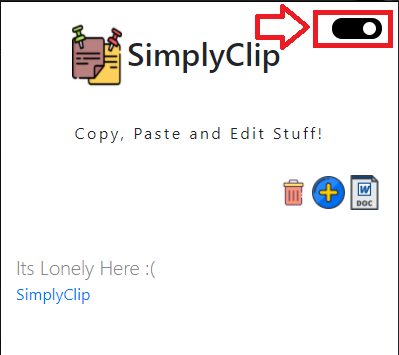 SimplyClip
Copy, Paste and Edit Stuff!
W
DOC
Its Lonely Here :(
SimplyClip